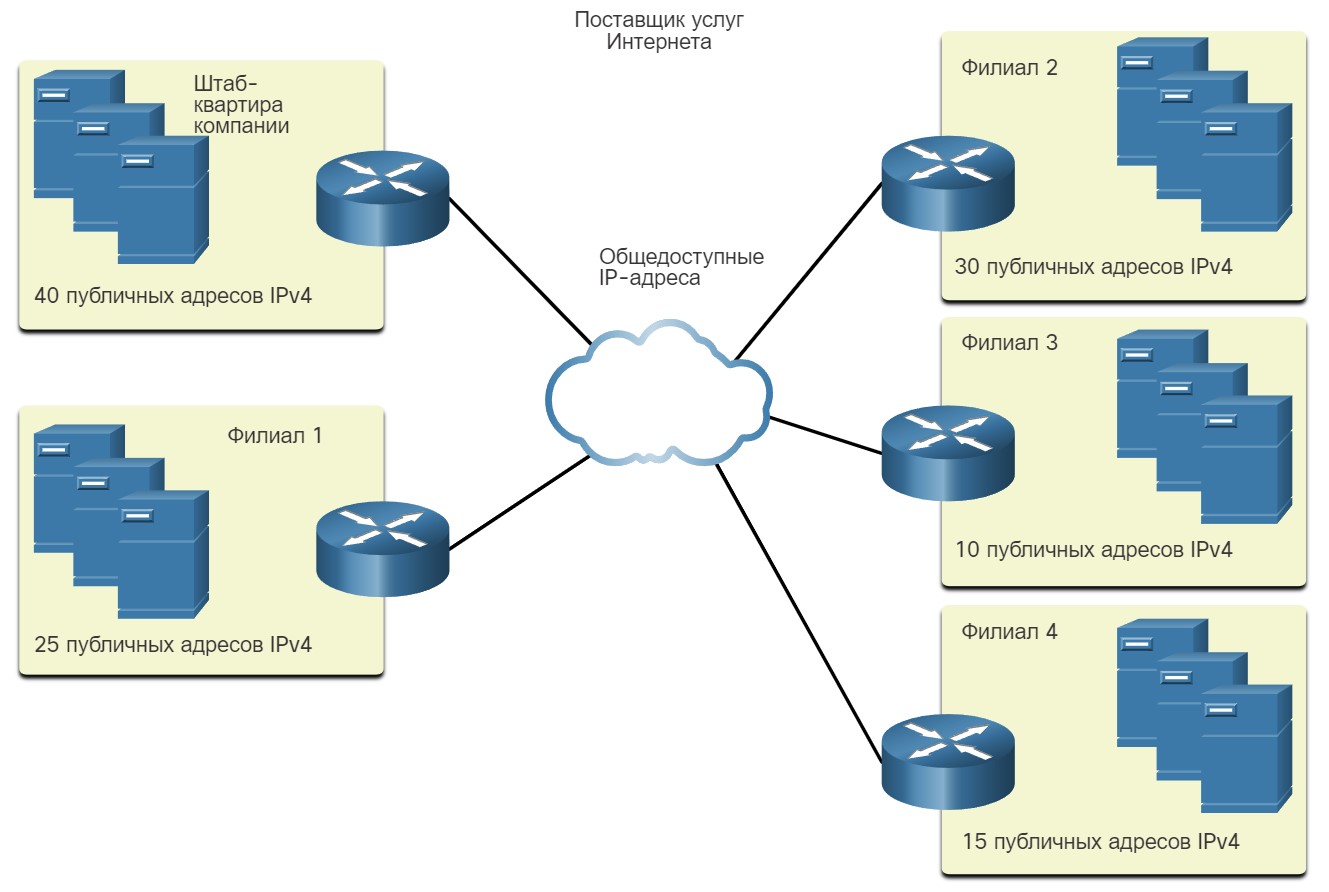 Поставщик услуг
Интернета
Штаб-
квартира
компании
40 публичных адресов IPv4
Филиал 1
25 публичных адресов IPv4
Общедоступные
IP-адреса
Филиал 2
30 публичных адресов IPv4
Филиал 3
10 публичных адресов IPv4
Филиал 4
15 публичных адресов IPv4